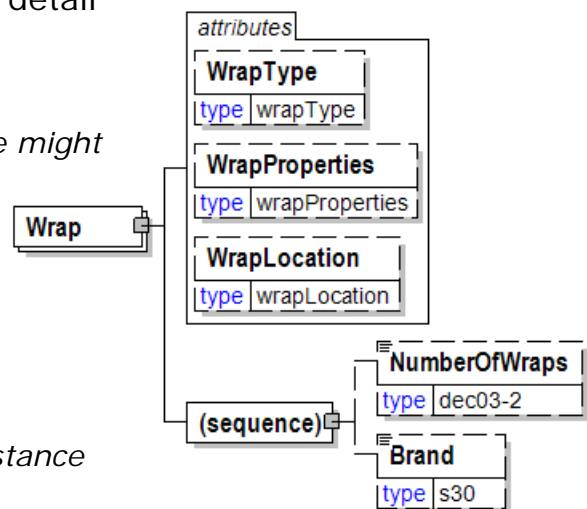 detail
attributes
WrapType
type wrapType
e might
WrapProperties
type wrapProperties
Wrap
WrapLocation
type wrapLocation
NumberOfWraps
type dec03-2
(sequence)
stance
Brand
type s30